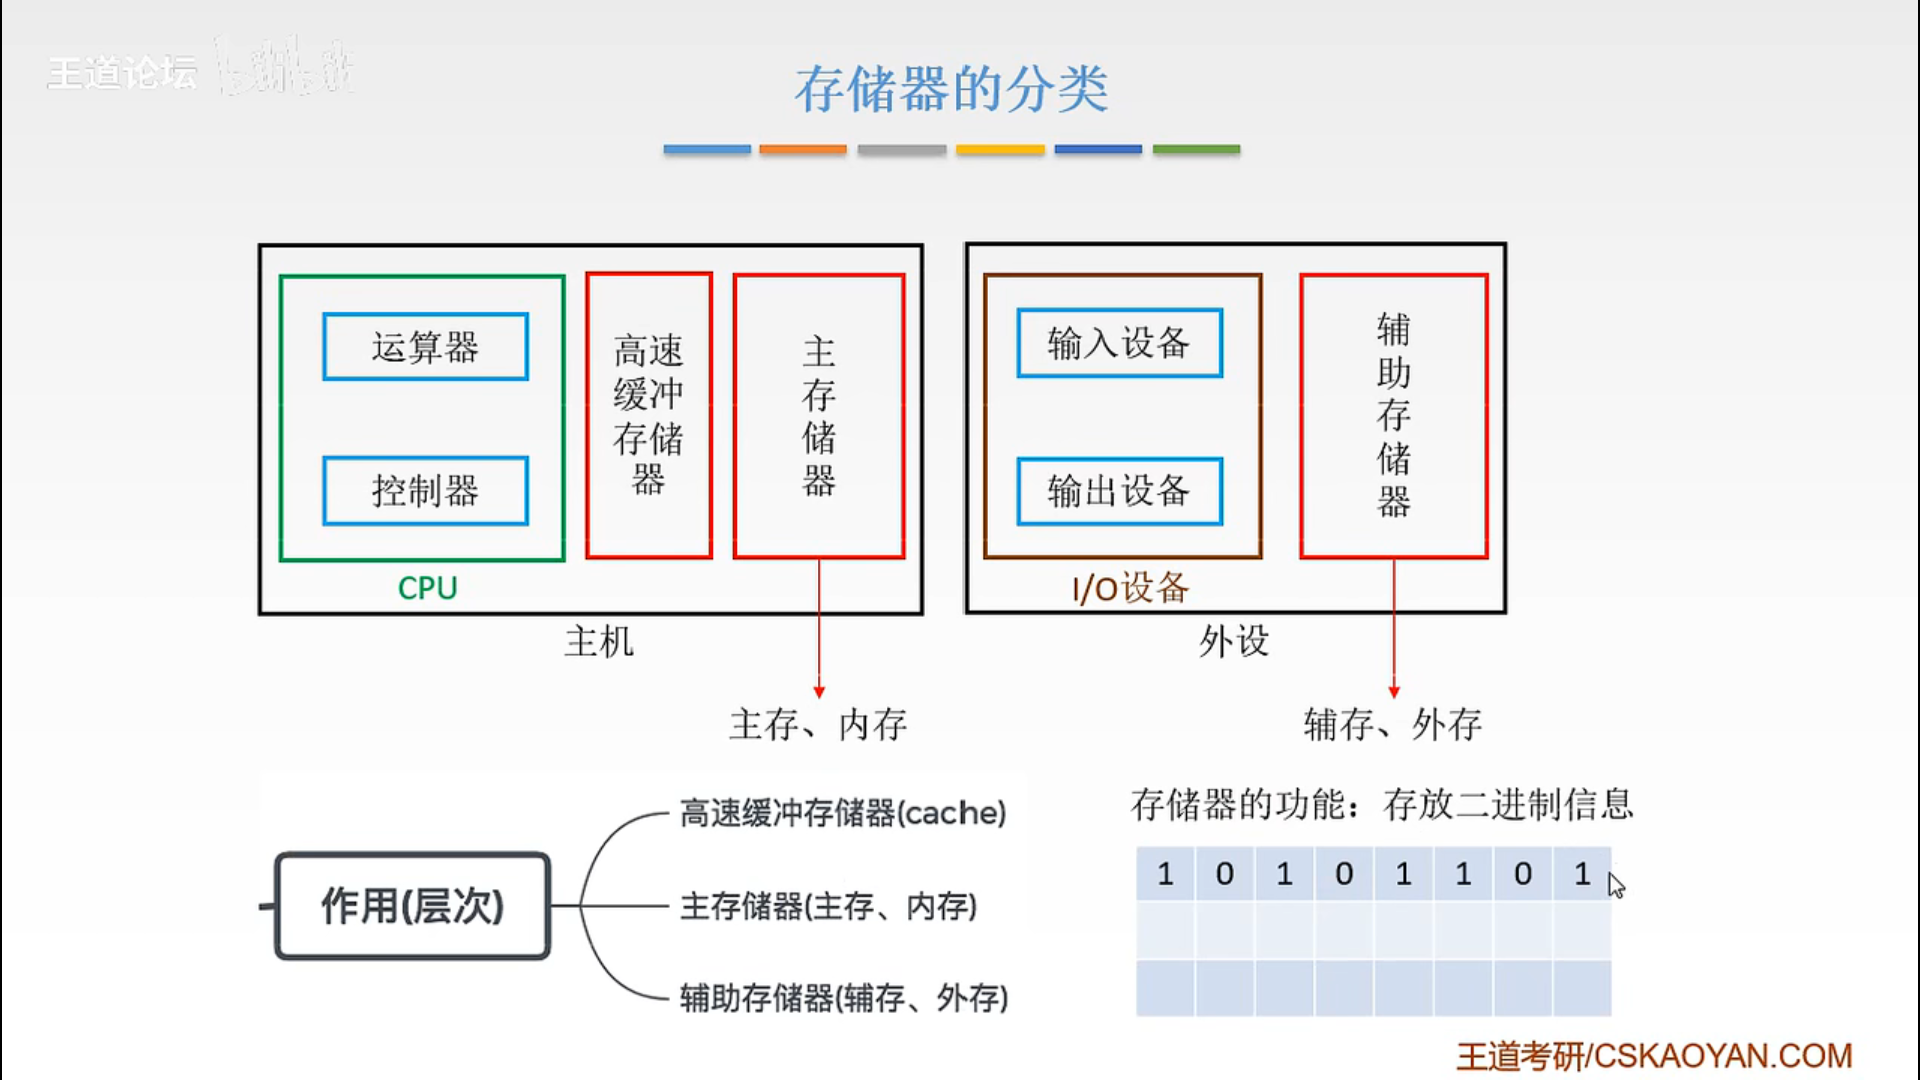 王道论坛 bilibili
存储器的分类
运算器
控制器
CPU
高速
缓冲
存储
器
主
存
储
器
主机
输入设备
输出设备
I/O设备
辅
助
存
储
器
外设
主存、内存
辅存、外存
作用(层次)
高速缓冲存储器(cache)
主存储器(主存、内存)
辅助存储器(辅存、外存)
存储器的功能：存放二进制信息
1 0 1 0 1 1 0 1
王道考研/CSKAOYAN.COM